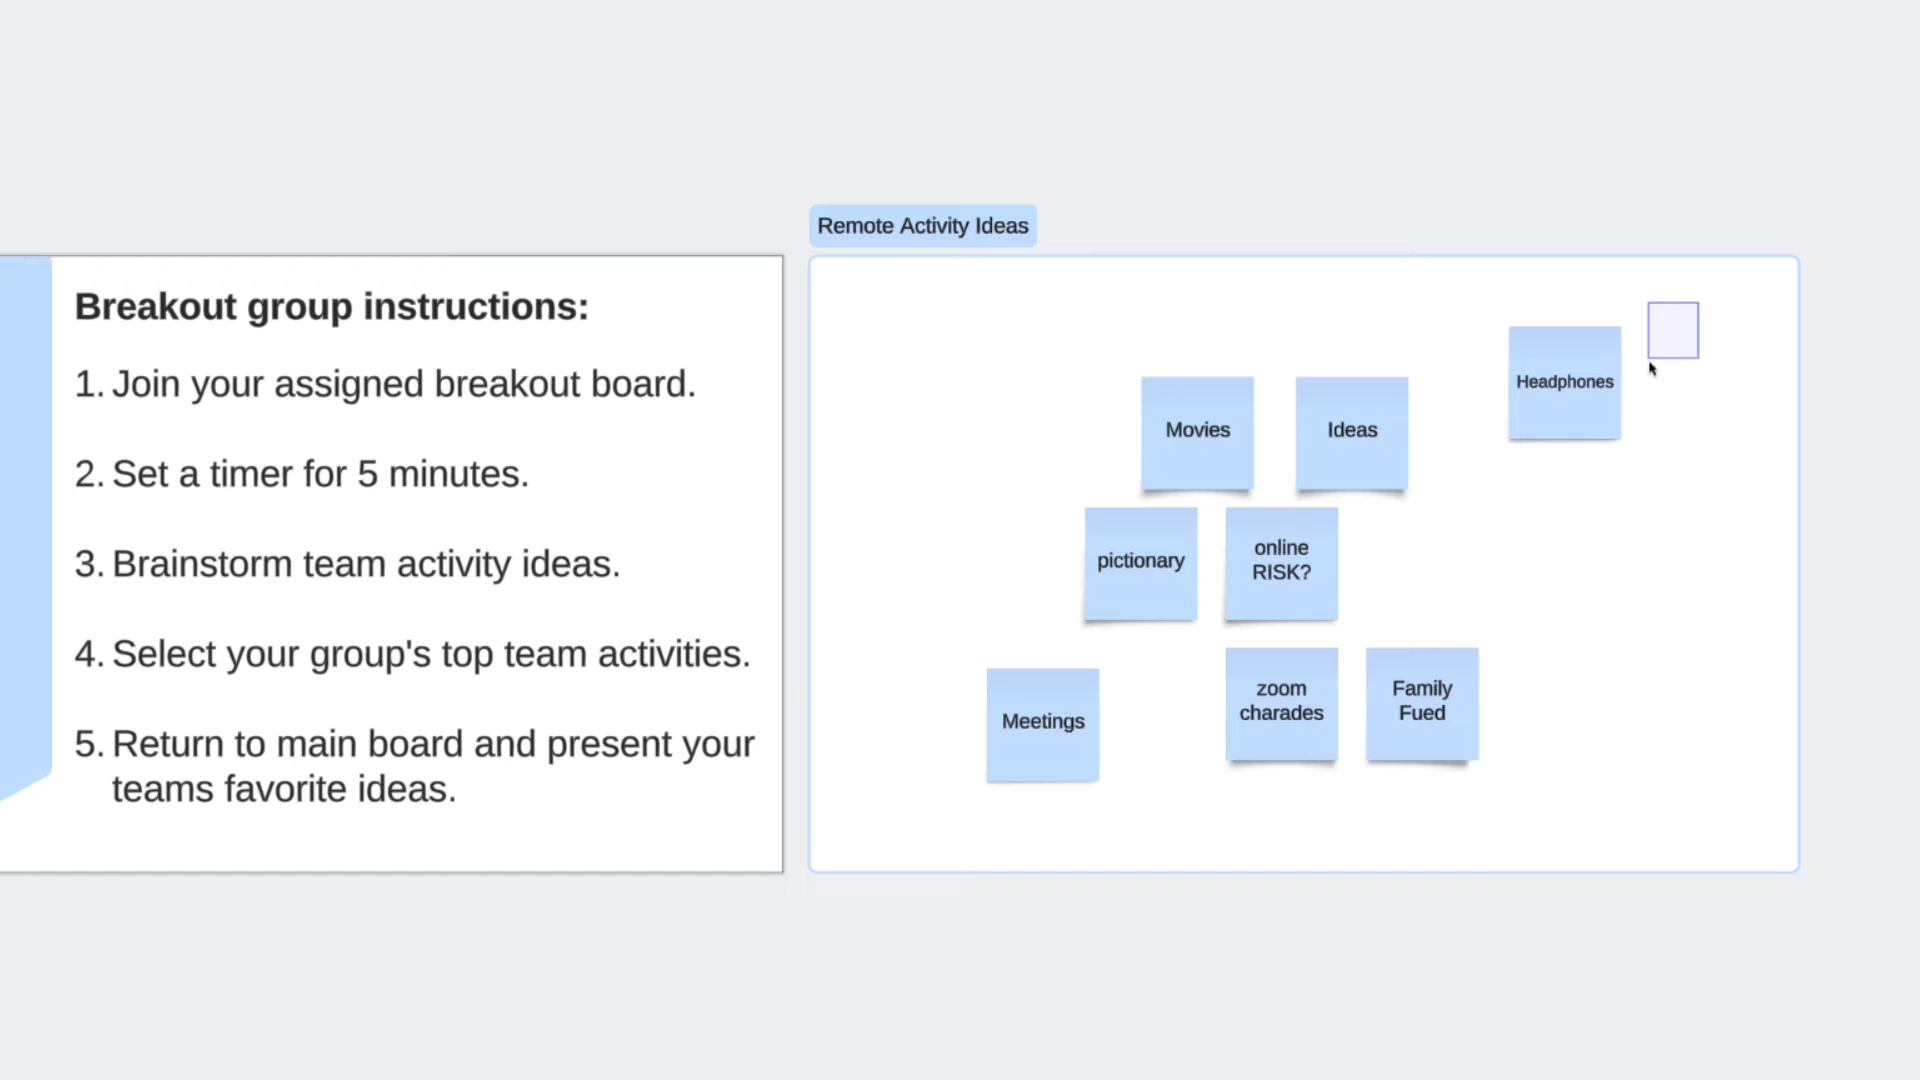 Remote Activity Ideas
Breakout group instructions:
1. Join your assigned breakout board.
2. Set a timer for 5 minutes.
3. Brainstorm team activity ideas.
4. Select your group's top team activities.
5. Return to main board and present your
teams favorite ideas.
Headphones
Movies
Ideas
pictionary
online
RISK?
Meetings
zoom
charades
Family
Fued